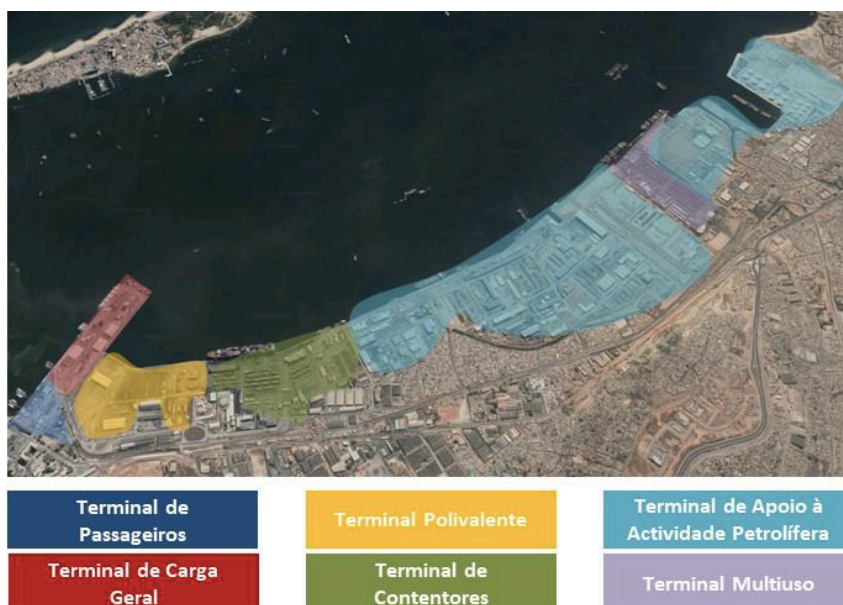 Terminal de
Passageiros
Terminal Polivalente
Terminal de Apoio à
Actividade Petrolífera
Terminal de Carga
Geral
Terminal de
Contentores
Terminal Multiuso